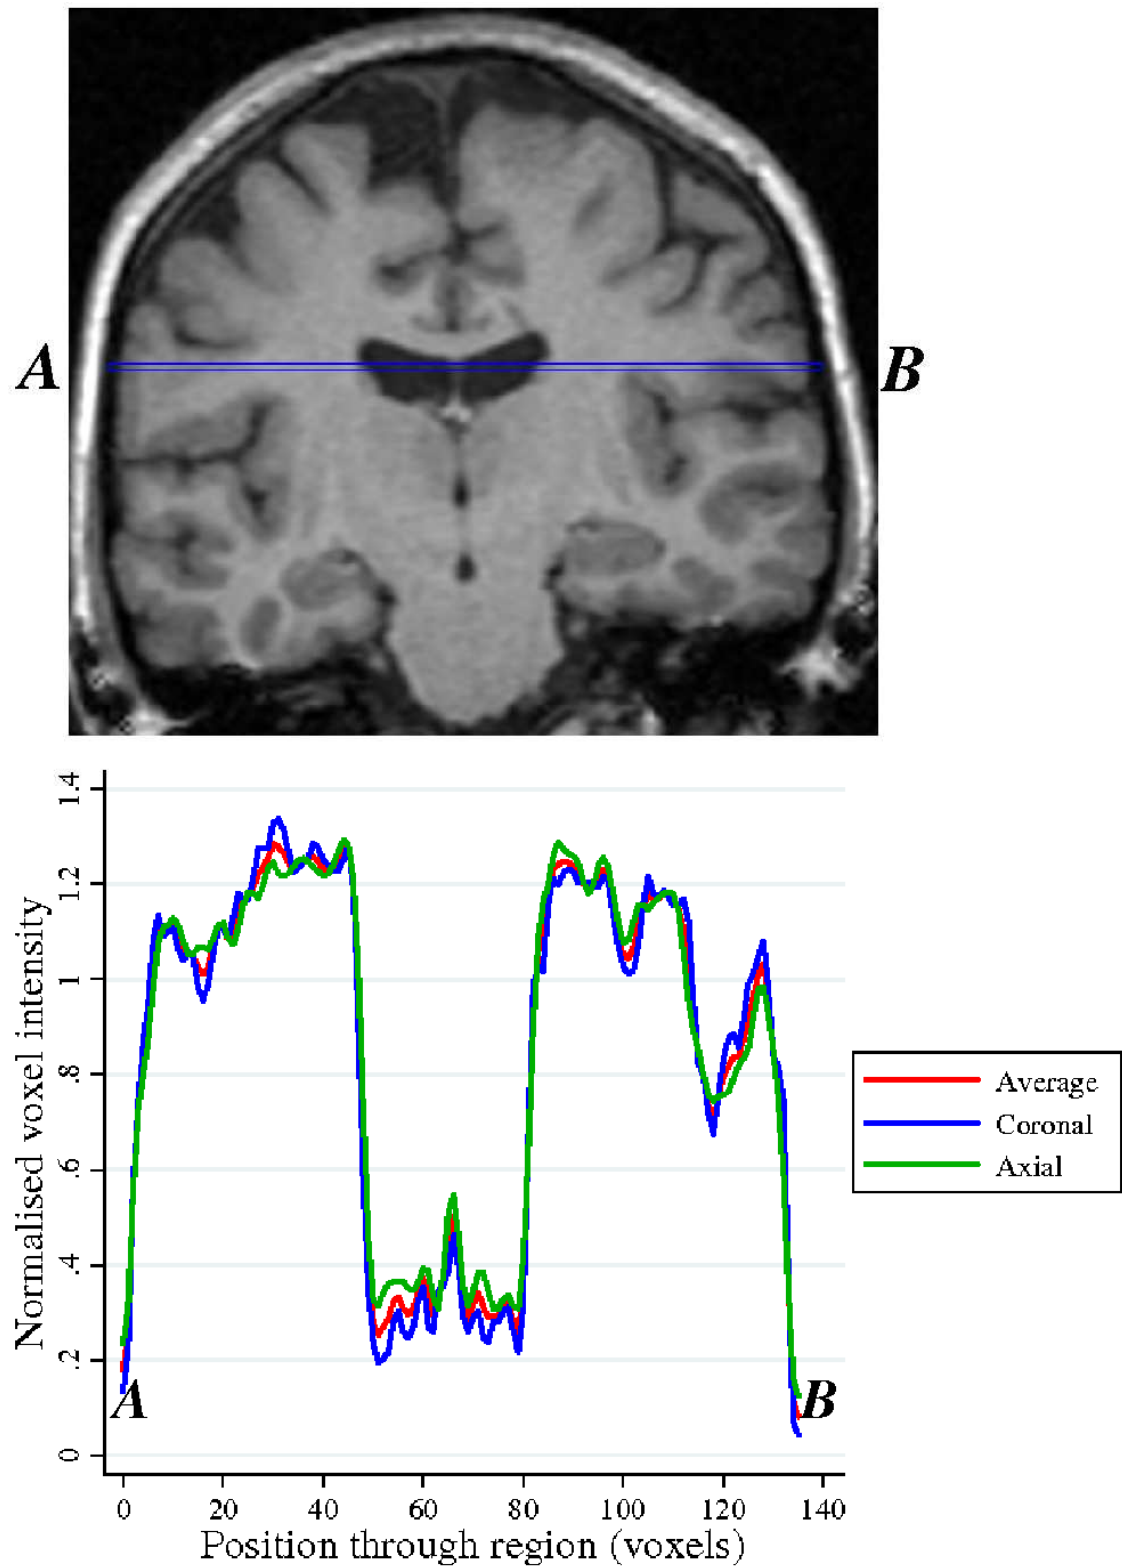 A
B
1.4
1.2
1
.8
.6
.4
.2
0
Normalised voxel intensity
A
B
0 20 40 60 80 100 120 140
Position through region (voxels)
Average
Coronal
Axial